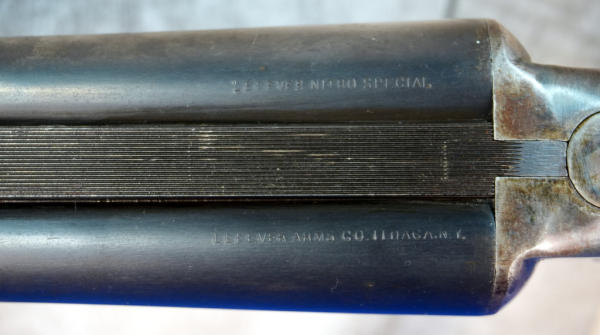 LEFEVER NITRO SPECIAL
LEFEVER ARMS CO. ITHACA. N.Y.